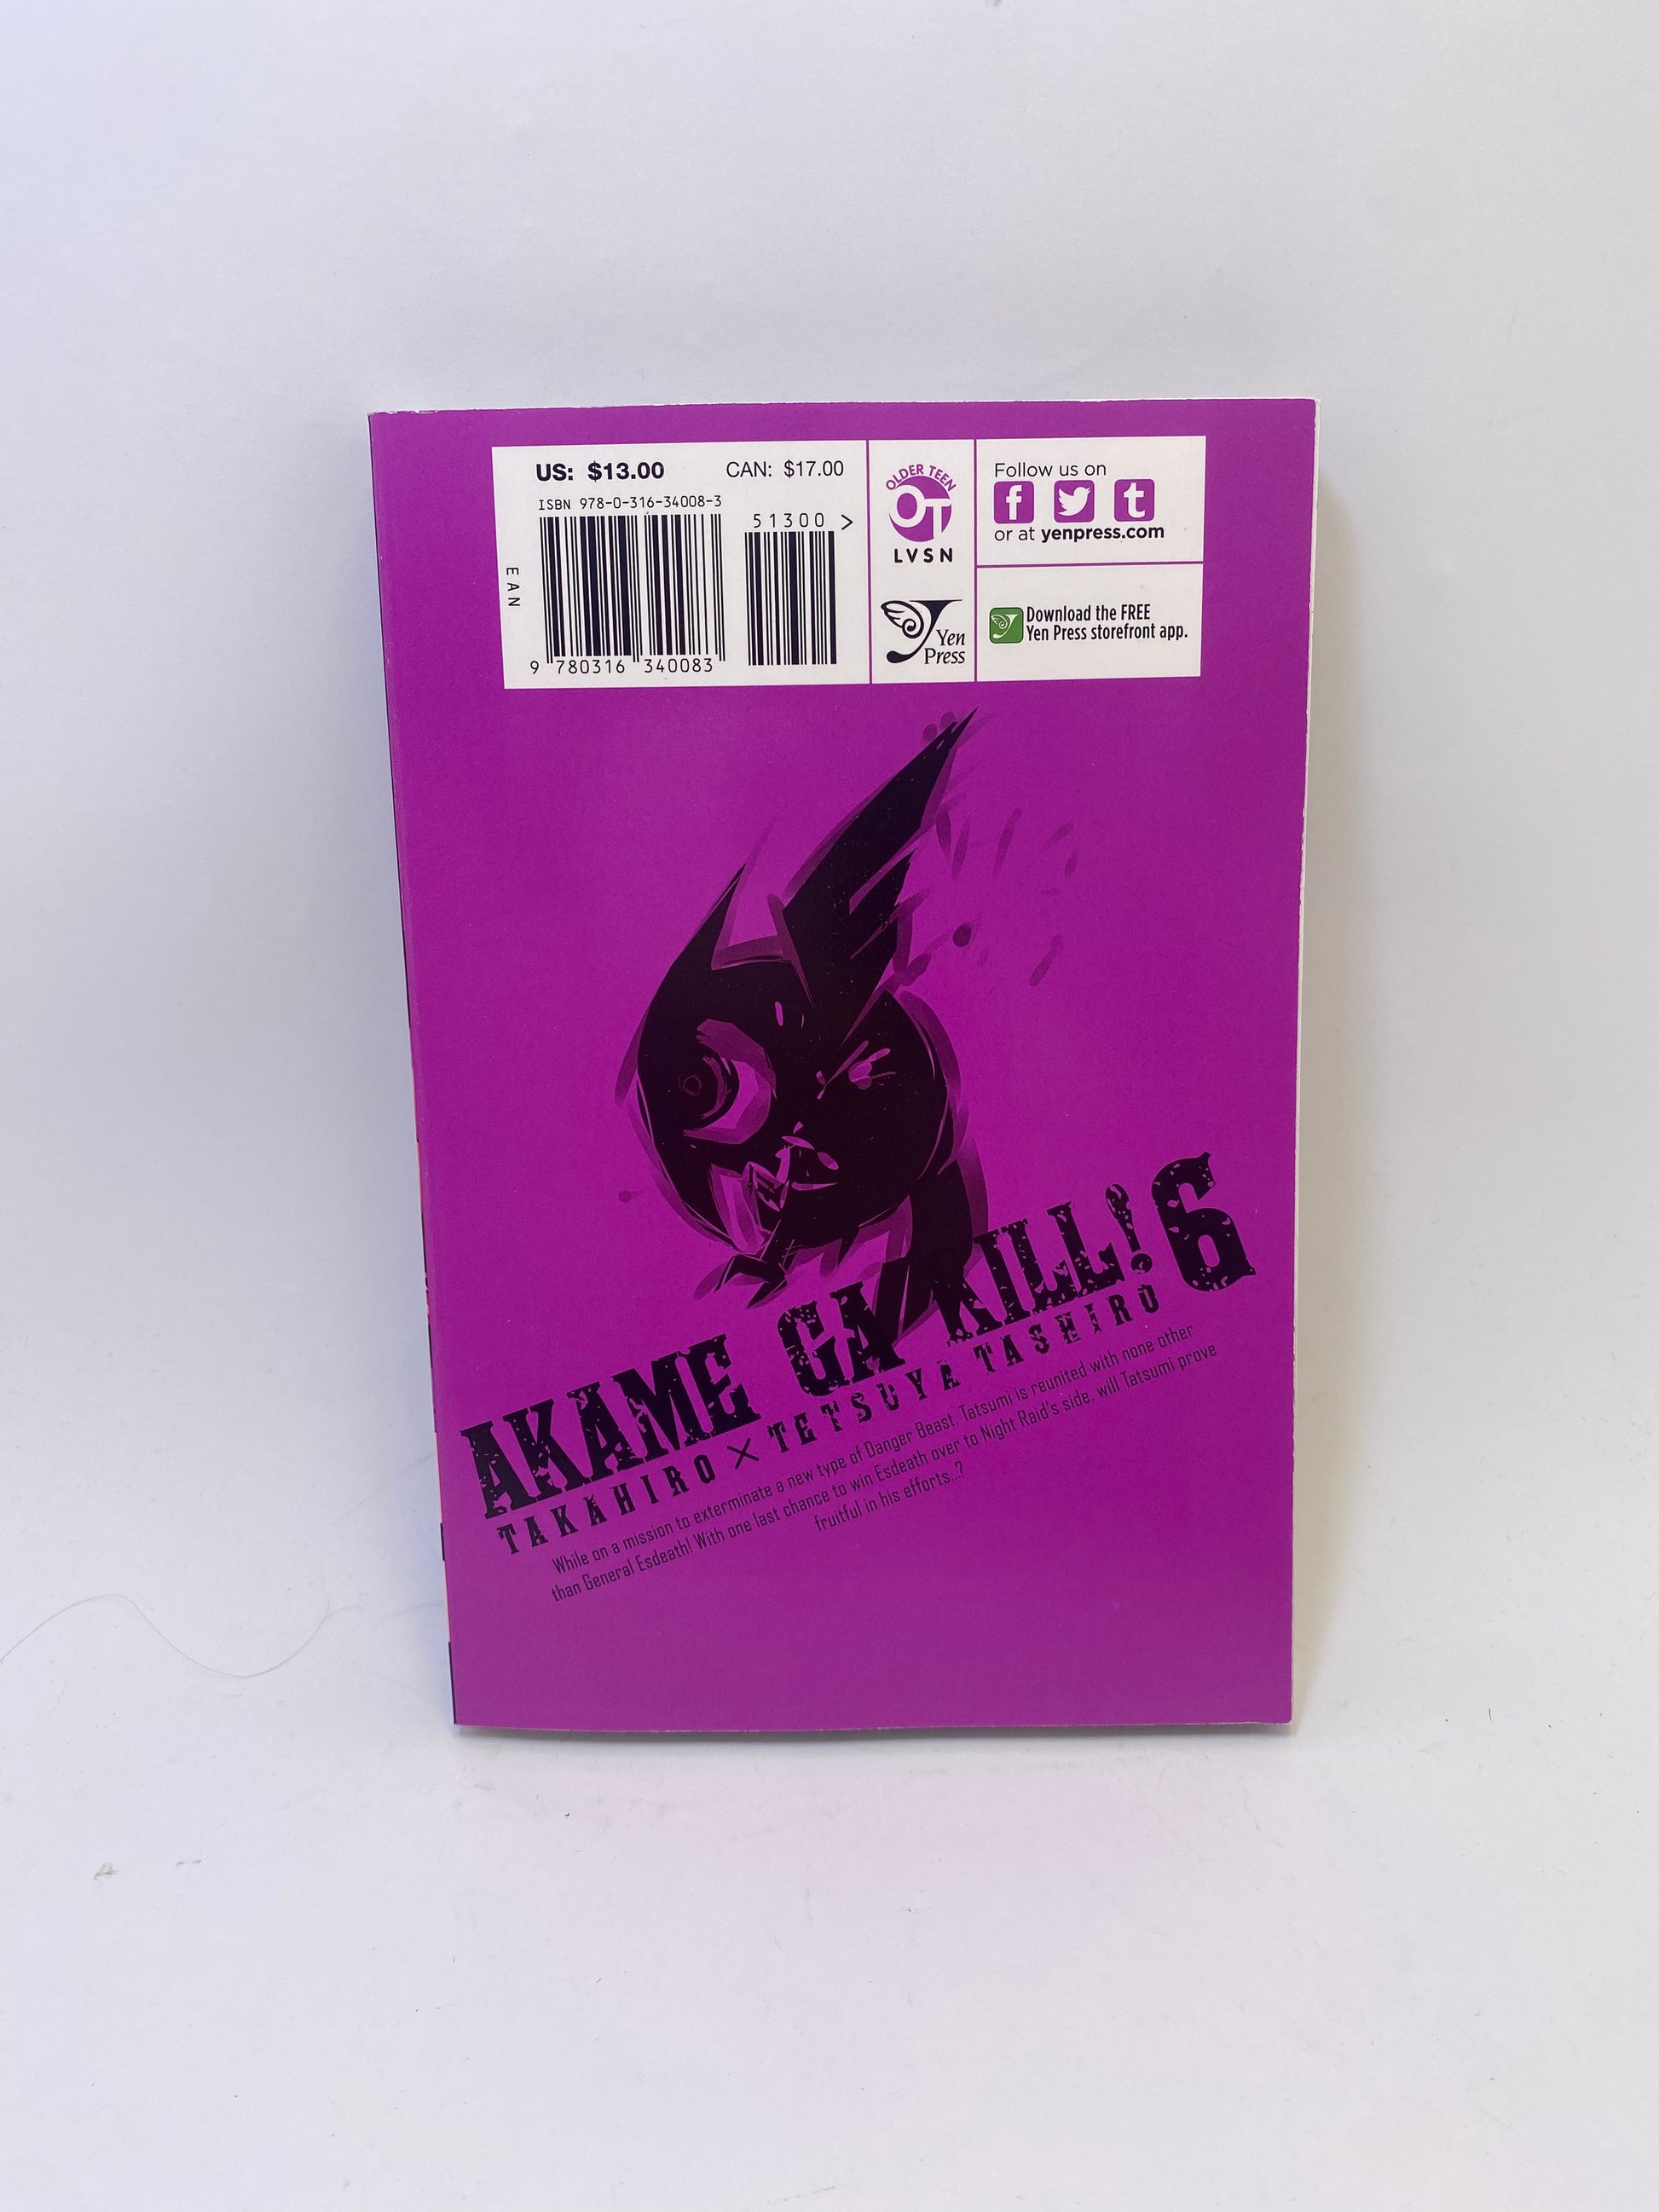 US: $13.00 CAN: $17.00
ISBN 978-0-316-34008-3
51300 >
EAN
9 780316 340083
OLDER TEEN
OT
LVSN
Yen
Press
Follow us on
f t
or at yenpress.com
Download the FREE
Yen Press storefront app.
AKAME GA KILL! 6
TAKAHIRO X TETSUYA TASHIRO
While on a mission to exterminate a new type of Danger Beast, Tatsumi is reunited with none other
than General Esdeath! With one last chance to win Esdeath over to Night Raid's side, will Tatsumi prove
fruitful in his efforts...?